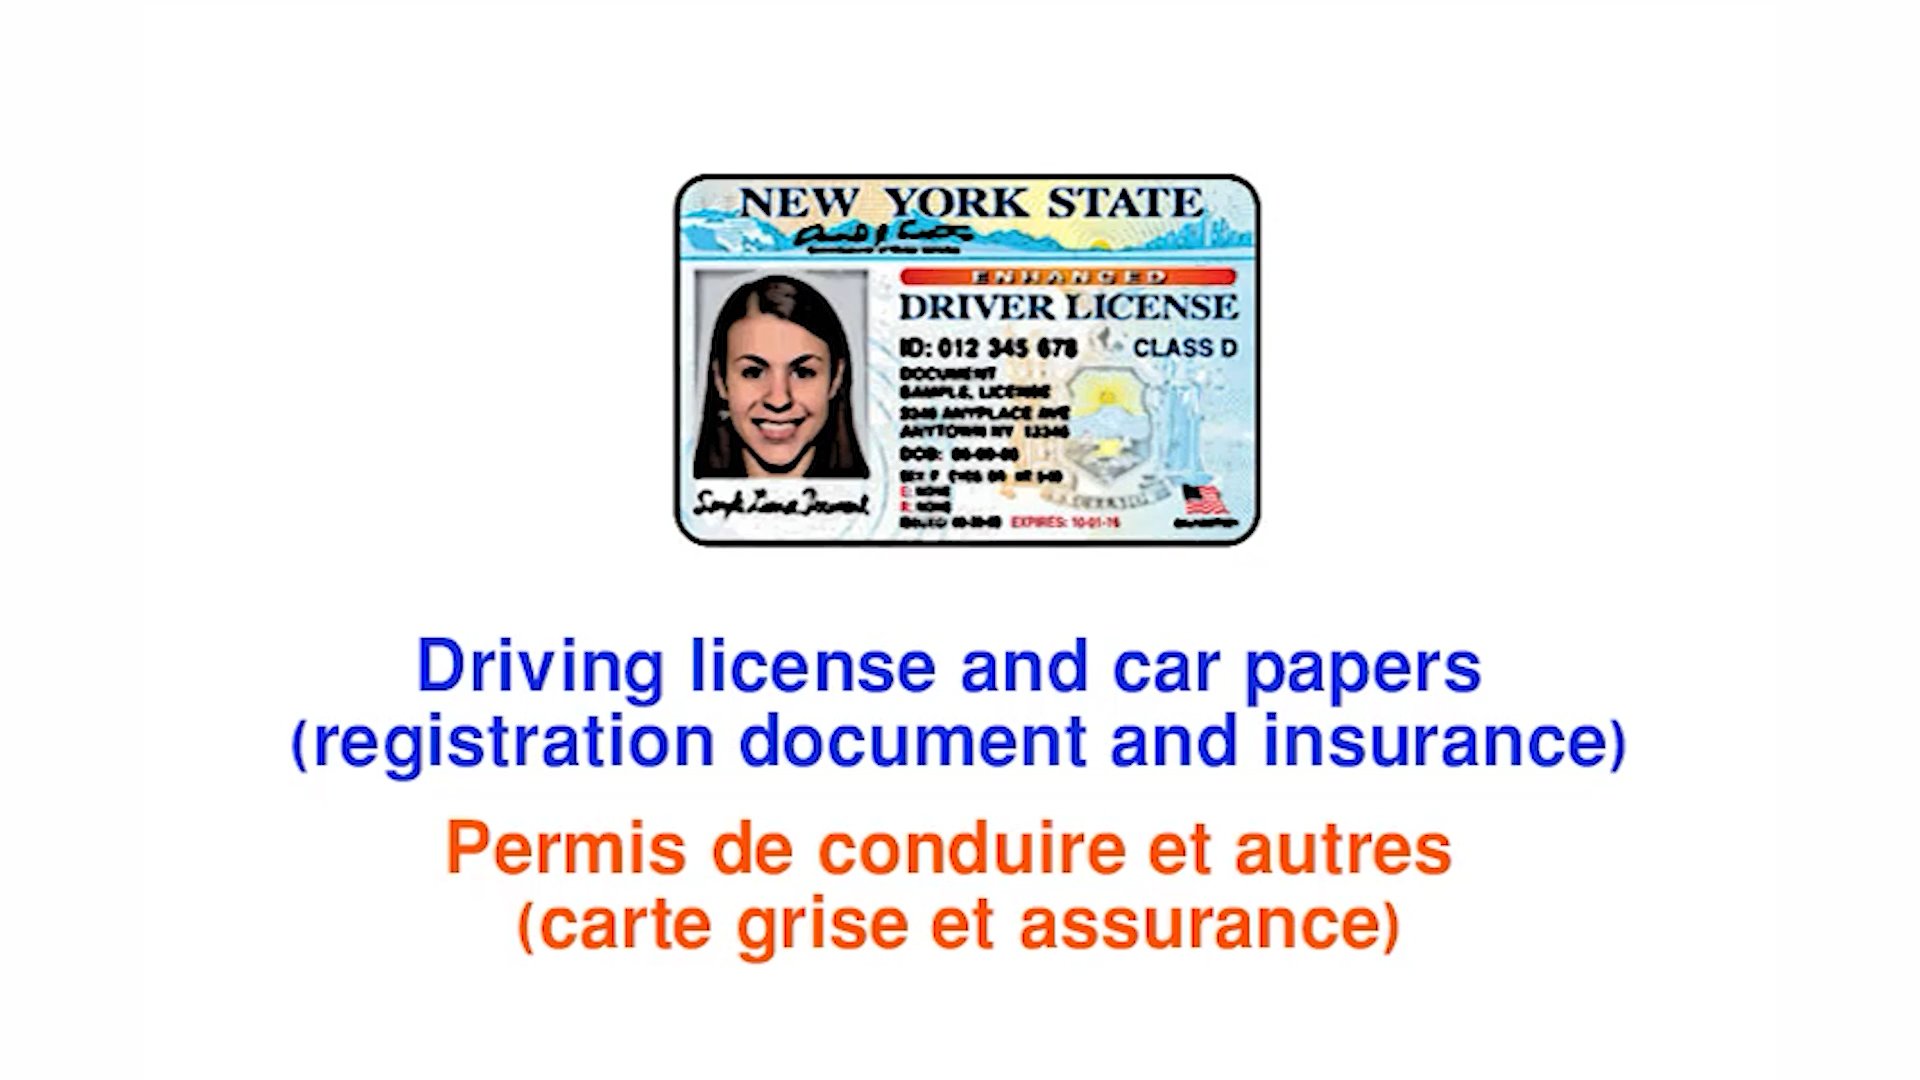 NEW YORK STATE
ENHANCED
DRIVER LICENSE
ID: 012 345 678 CLASS D
DOCUMENT
SAMPLE, LICENSE
ANYPLACE AVE
ANYTOWN NY 12345
DOB:
E: NONE
R: NONE
EXPIRES: 10-01-16
Driving license and car papers
(registration document and insurance)
Permis de conduire et autres
(carte grise et assurance)